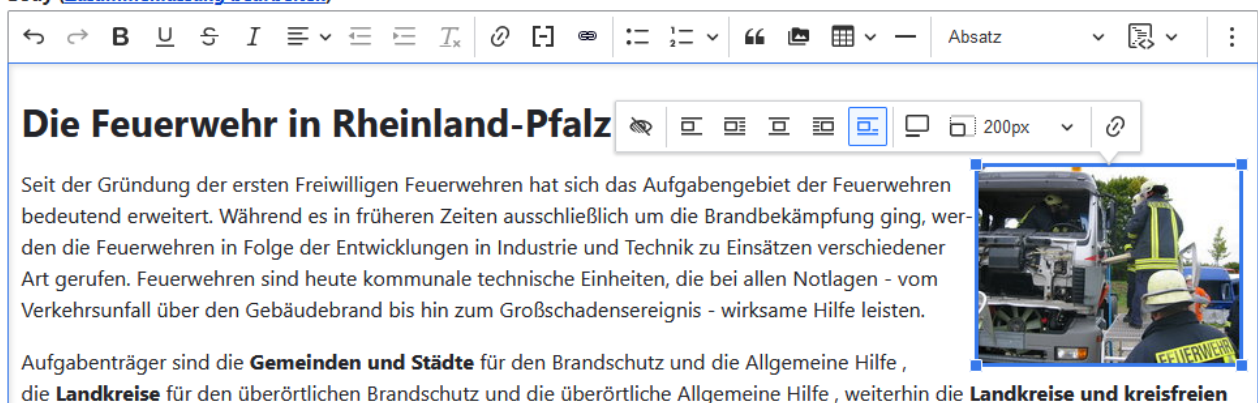 Absatz
Die Feuerwehr in Rheinland-Pfalz
200px
Seit der Gründung der ersten Freiwilligen Feuerwehren hat sich das Aufgabengebiet der Feuerwehren
bedeutend erweitert. Während es in früheren Zeiten ausschließlich um die Brandbekämpfung ging, wer-
den die Feuerwehren in Folge der Entwicklungen in Industrie und Technik zu Einsätzen verschiedener
Art gerufen. Feuerwehren sind heute kommunale technische Einheiten, die bei allen Notlagen - vom
Verkehrsunfall über den Gebäudebrand bis hin zum Großschadensereignis - wirksame Hilfe leisten.
FEUERWEHR
Aufgabenträger sind die Gemeinden und Städte für den Brandschutz und die Allgemeine Hilfe ,
die Landkreise für den überörtlichen Brandschutz und die überörtliche Allgemeine Hilfe , weiterhin die Landkreise und kreisfreien